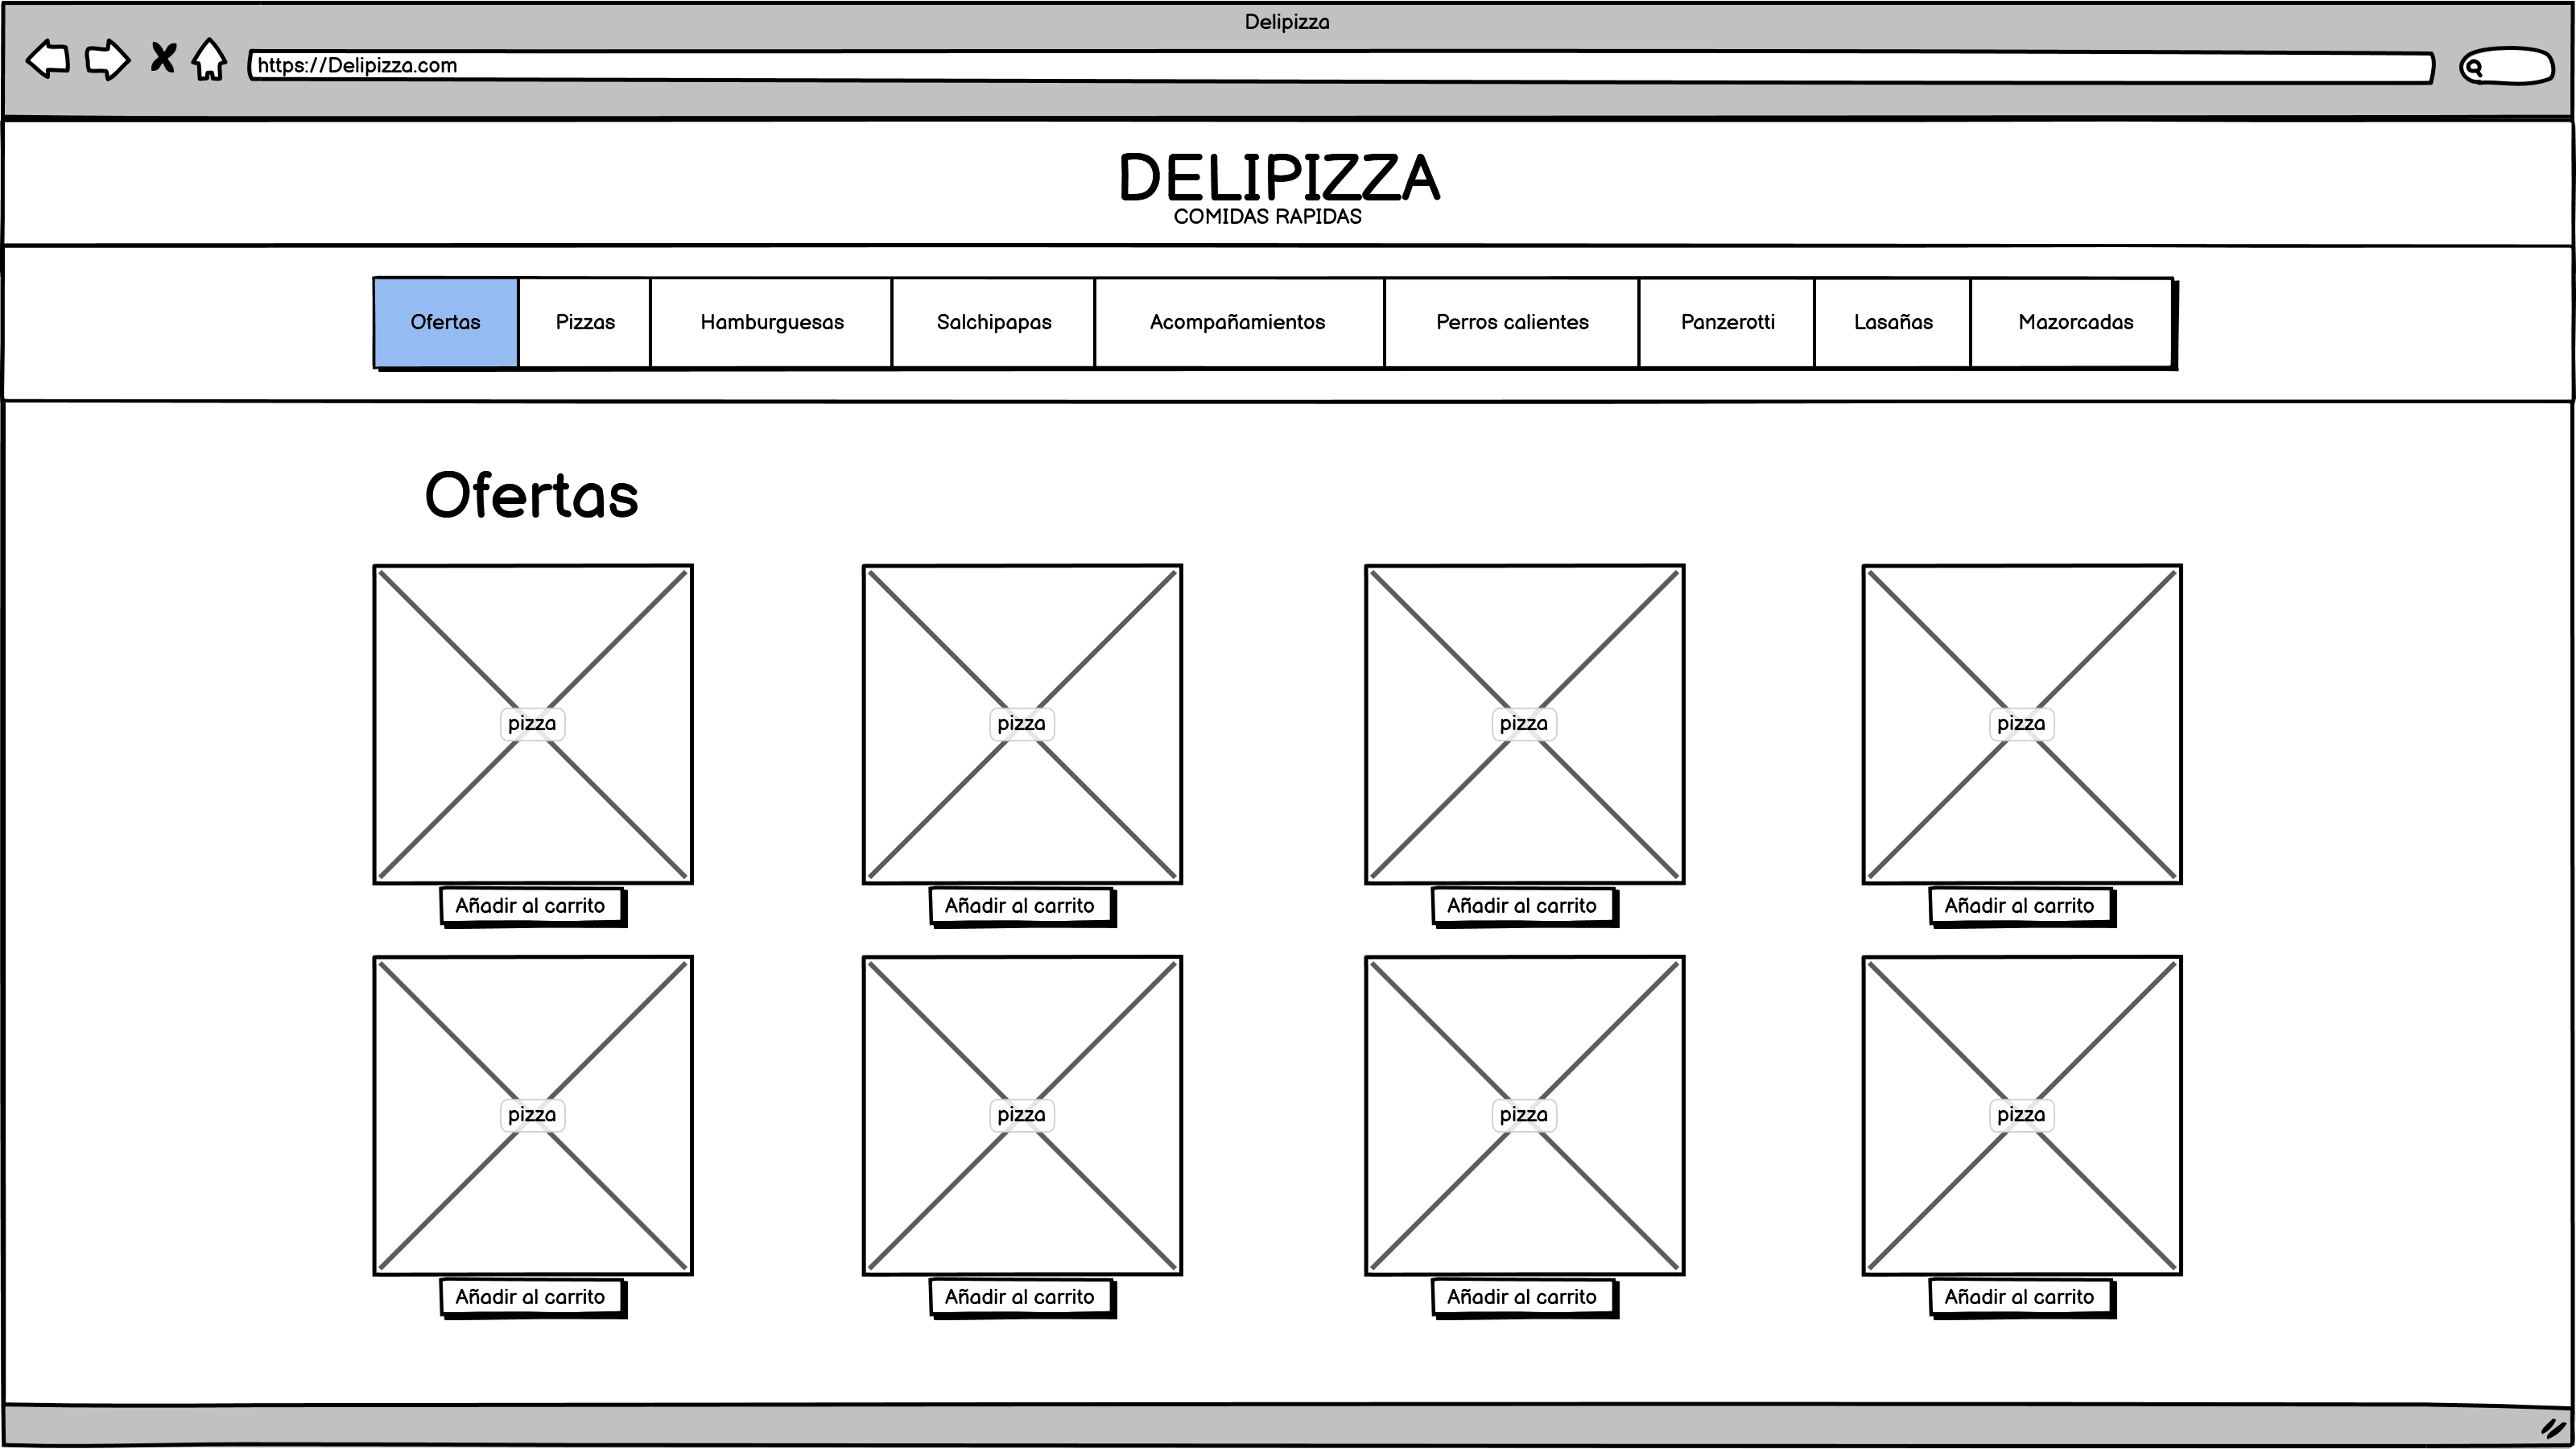 Delipizza
https://Delipizza.com
DELIPIZZA
COMIDAS RAPIDAS
Ofertas Pizzas Hamburguesas Salchipapas Acompañamientos Perros calientes Panzerotti Lasañas Mazorcadas
Ofertas
pizza pizza pizza pizza
Añadir al carrito Añadir al carrito Añadir al carrito Añadir al carrito
pizza pizza pizza pizza
Añadir al carrito Añadir al carrito Añadir al carrito Añadir al carrito